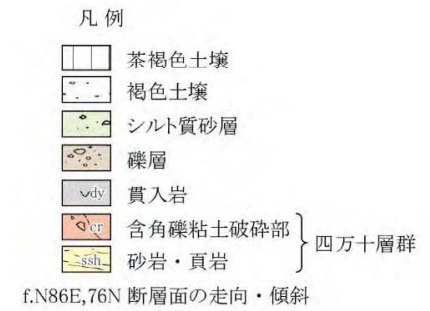 凡例
茶褐色土壌
褐色土壌
シルト質砂層
礫層
dy 貫入岩
cr 含角礫粘土破砕部
ssh 砂岩・頁岩
四万十層群
f.N86E,76N 断層面の走向・傾斜